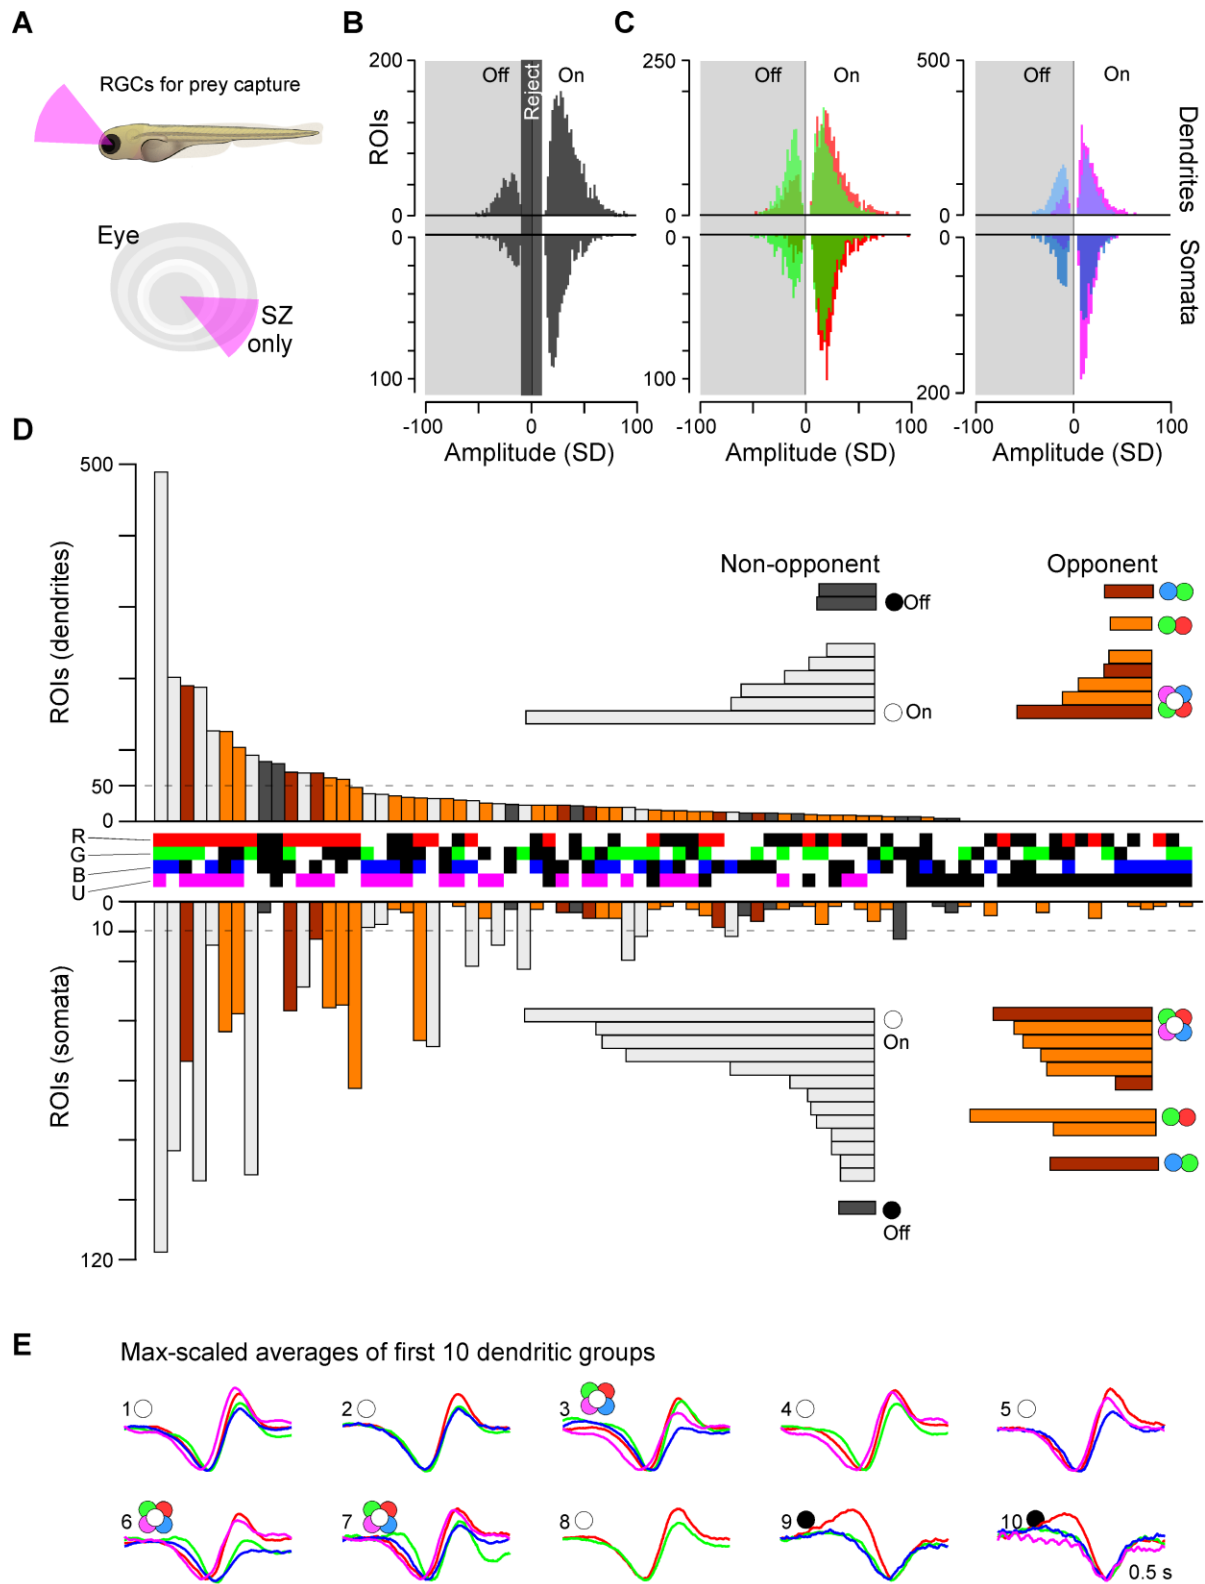 A
RGCs for prey capture
Eye
SZ
only
B
200
ROIs
0
0
100
Off
Reject
On
-100
0
100
Amplitude (SD)
C
250
0
0
100
Off
On
-100
0
100
Amplitude (SD)
500
0
0
200
Off
On
-100
0
100
Amplitude (SD)
Dendrites
Somata
D
500
ROIs (dendrites)
50
0
Non-opponent
Off
On
Opponent
R
G
B
U
0
10
ROIs (somata)
120
On
Off
E
Max-scaled averages of first 10 dendritic groups
1
2
3
4
5
6
7
8
9
10
0.5 s